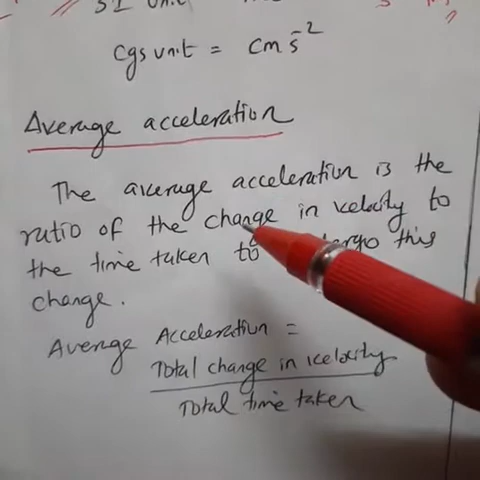 S I Unit
Cgs unit = cm s⁻²
Average acceleration
The average acceleration is the
ratio of the change in velocity to
the time taken to this
change.
Average Acceleration =
Total change in velocity
Total time taken